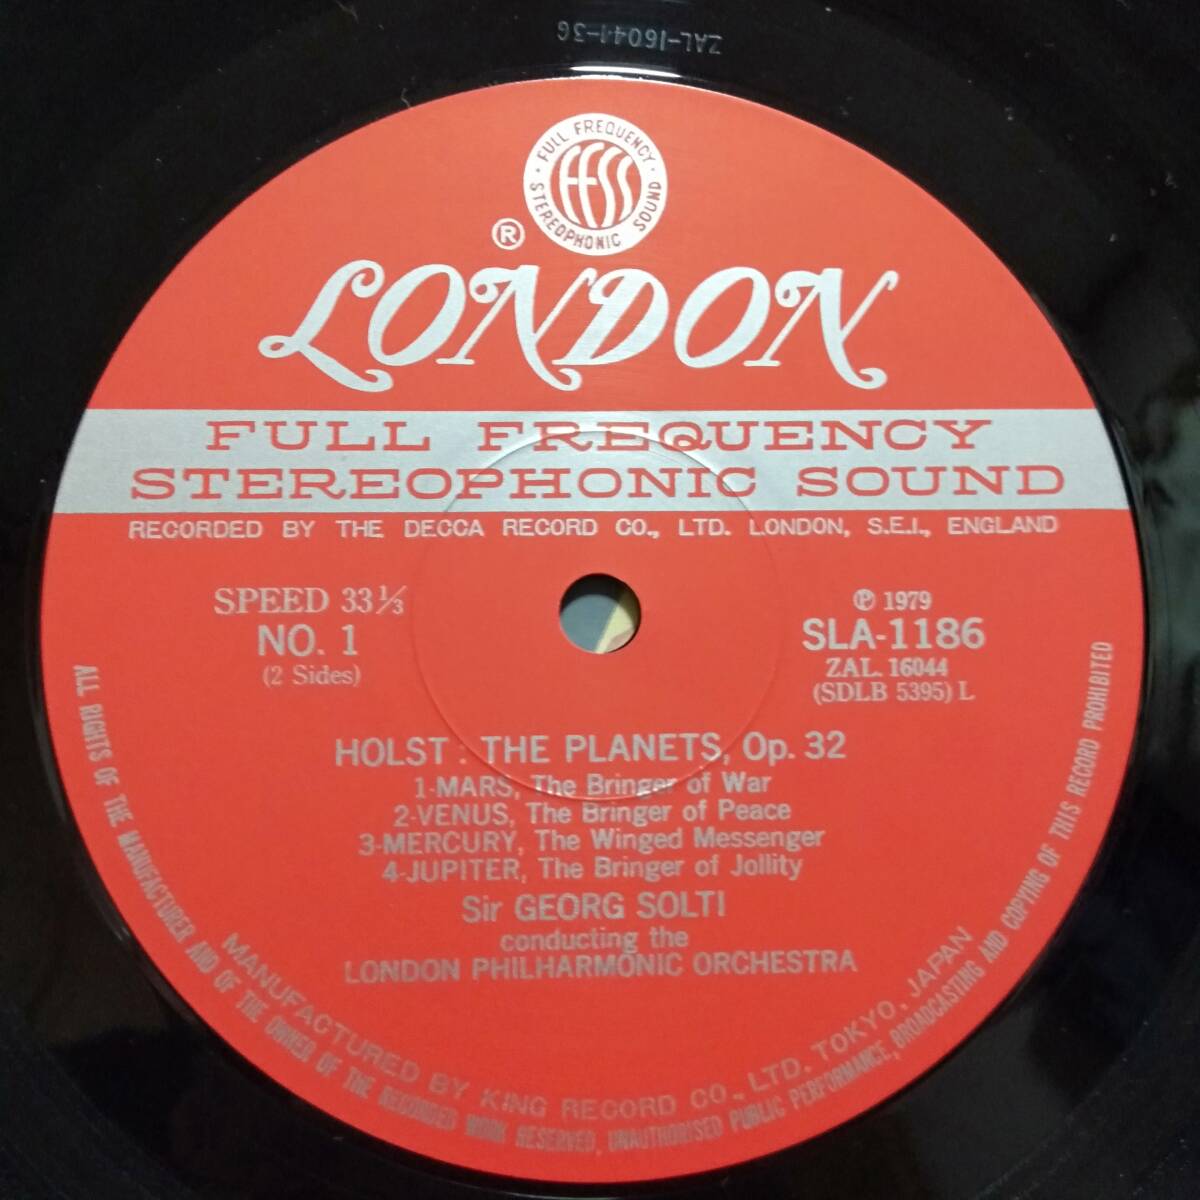 ZAL-16044-3G
FULL FREQUENCY
STEREOPHONIC SOUND
FFSS
®
LONDON
FULL FREQUENCY
STEREOPHONIC SOUND
RECORDED BY THE DECCA RECORD CO., LTD. LONDON, S.E.I., ENGLAND
SPEED 33⅓
NO. 1
(2 Sides)
℗ 1979
SLA-1186
ZAL. 16044
(SDLB 5395) L
HOLST : THE PLANETS, Op. 32
1-MARS, The Bringer of War
2-VENUS, The Bringer of Peace
3-MERCURY, The Winged Messenger
4-JUPITER, The Bringer of Jollity
Sir GEORG SOLTI
conducting the
LONDON PHILHARMONIC ORCHESTRA
MANUFACTURED BY KING RECORD CO., LTD. TOKYO, JAPAN
ALL RIGHTS OF THE MANUFACTURER AND OF THE OWNER OF THE RECORDED WORK RESERVED, UNAUTHORISED PUBLIC PERFORMANCE, BROADCASTING AND COPYING OF THIS RECORD PROHIBITED